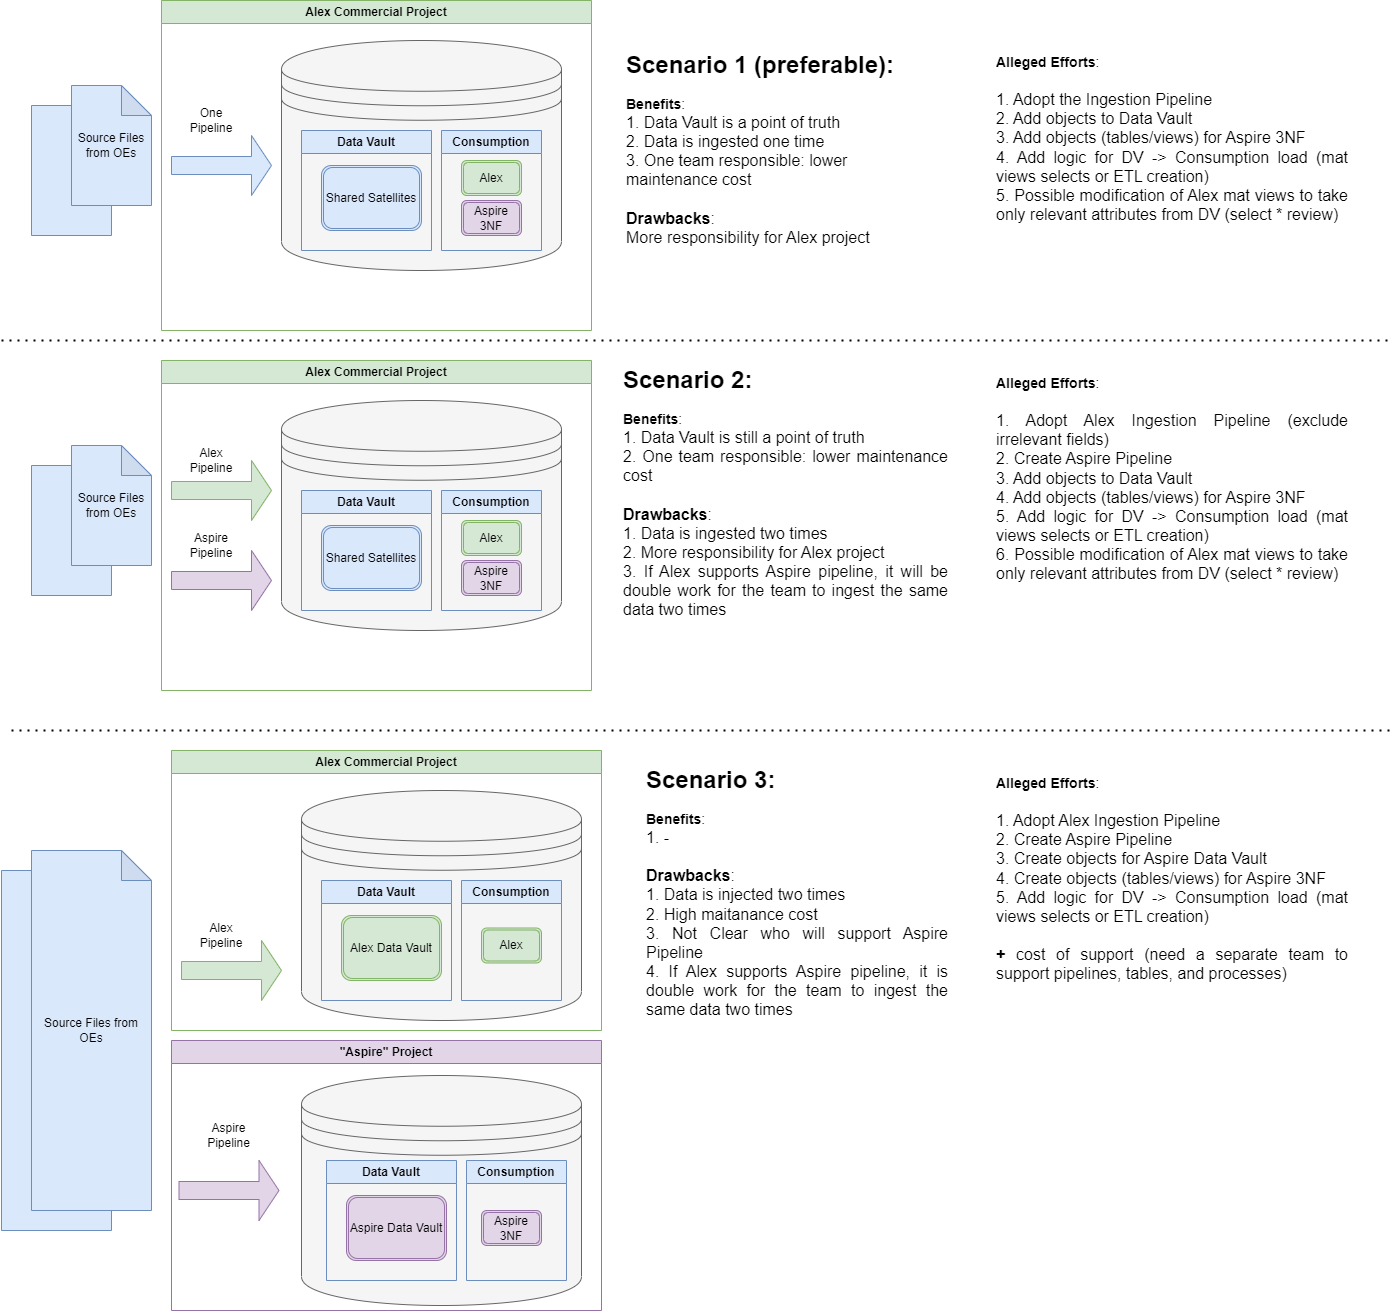 Alex Commercial Project
Source Files
from OEs
One
Pipeline
Data Vault
Shared Satellites
Consumption
Alex
Aspire
3NF
Scenario 1 (preferable):
Benefits:
1. Data Vault is a point of truth
2. Data is ingested one time
3. One team responsible: lower
maintenance cost
Drawbacks:
More responsibility for Alex project
Alleged Efforts:
1. Adopt the Ingestion Pipeline
2. Add objects to Data Vault
3. Add objects (tables/views) for Aspire 3NF
4. Add logic for DV -> Consumption load (mat
views selects or ETL creation)
5. Possible modification of Alex mat views to take
only relevant attributes from DV (select * review)
Alex Commercial Project
Source Files
from OEs
Alex
Pipeline
Aspire
Pipeline
Data Vault
Shared Satellites
Consumption
Alex
Aspire
3NF
Scenario 2:
Benefits:
1. Data Vault is still a point of truth
2. One team responsible: lower maintenance
cost
Drawbacks:
1. Data is ingested two times
2. More responsibility for Alex project
3. If Alex supports Aspire pipeline, it will be
double work for the team to ingest the same
data two times
Alleged Efforts:
1. Adopt Alex Ingestion Pipeline (exclude
irrelevant fields)
2. Create Aspire Pipeline
3. Add objects to Data Vault
4. Add objects (tables/views) for Aspire 3NF
5. Add logic for DV -> Consumption load (mat
views selects or ETL creation)
6. Possible modification of Alex mat views to take
only relevant attributes from DV (select * review)
Source Files from
OEs
Alex Commercial Project
Alex
Pipeline
Data Vault
Alex Data Vault
Consumption
Alex
"Aspire" Project
Aspire
Pipeline
Data Vault
Aspire Data Vault
Consumption
Aspire
3NF
Scenario 3:
Benefits:
1. -
Drawbacks:
1. Data is injected two times
2. High maitanance cost
3. Not Clear who will support Aspire
Pipeline
4. If Alex supports Aspire pipeline, it is
double work for the team to ingest the
same data two times
Alleged Efforts:
1. Adopt Alex Ingestion Pipeline
2. Create Aspire Pipeline
3. Create objects for Aspire Data Vault
4. Create objects (tables/views) for Aspire 3NF
5. Add logic for DV -> Consumption load (mat
views selects or ETL creation)
+ cost of support (need a separate team to
support pipelines, tables, and processes)